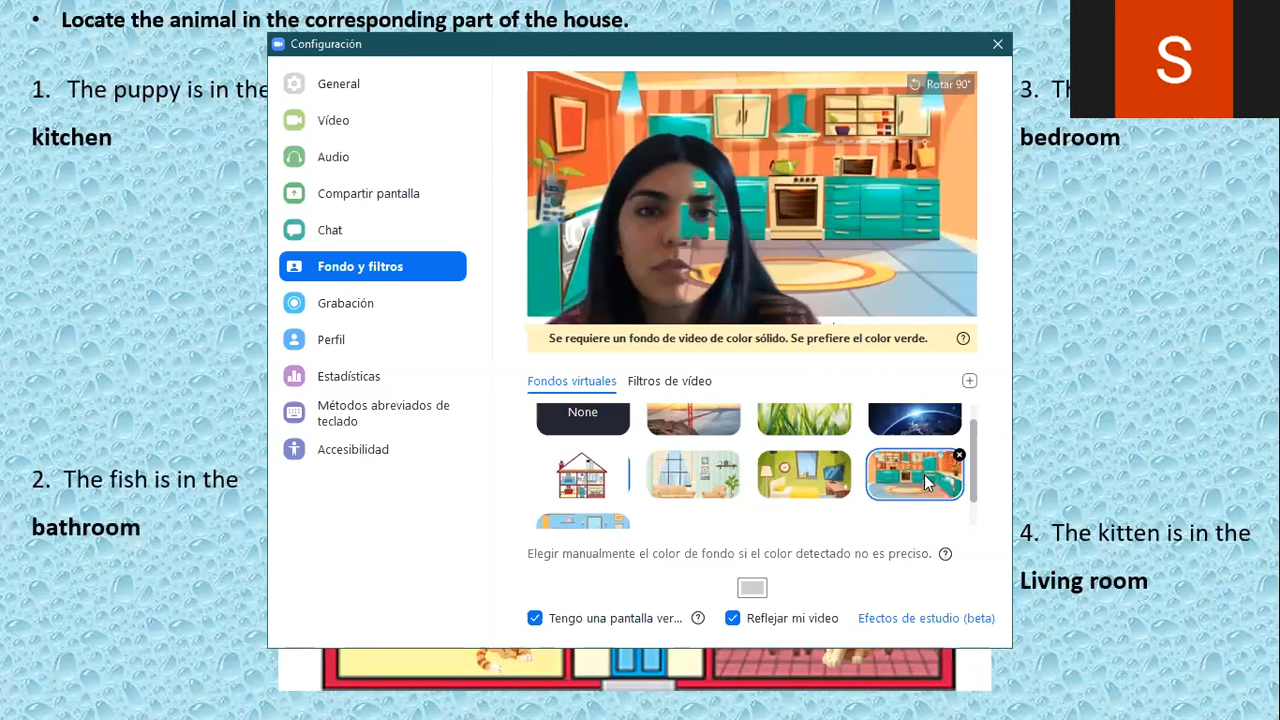 • Locate the animal in the corresponding part of the house.
Configuración
S
1. The puppy is in the
kitchen
2. The fish is in the
bathroom
General
Vídeo
Audio
Compartir pantalla
Chat
Fondo y filtros
Grabación
Perfil
Estadísticas
Métodos abreviados de
teclado
Accesibilidad
Rotar 90°
Se requiere un fondo de video de color sólido. Se prefiere el color verde.
Fondos virtuales Filtros de vídeo
None
Elegir manualmente el color de fondo si el color detectado no es preciso.
Tengo una pantalla ver... Reflejar mi video Efectos de estudio (beta)
3.
bedroom
4. The kitten is in the
Living room